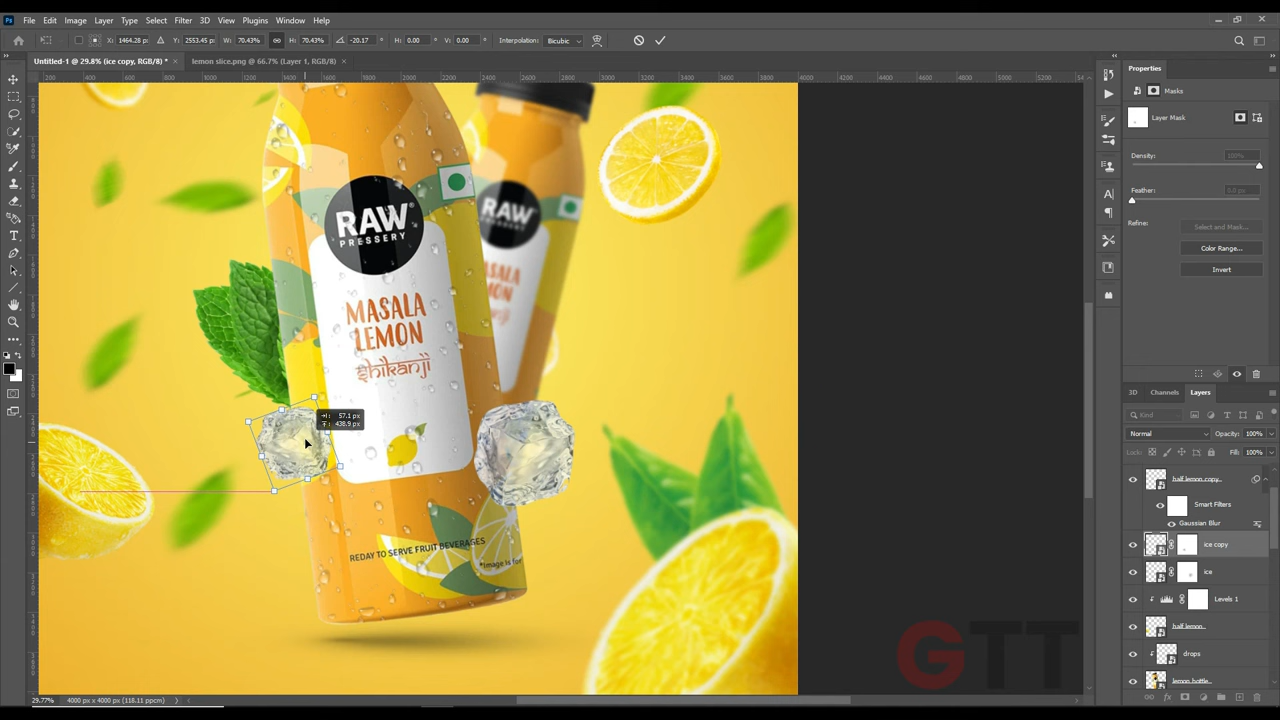 File Edit Image Layer Type Select Filter 3D View Plugins Window Help
X: 1464.28 px Y: 2553.45 px W: 70.43% H: 70.43% -20.17 ° H: 0.00 ° V: 0.00 ° Interpolation: Bicubic
Untitled-1 @ 29.8% (ice copy, RGB/8) * × lemon slice.png @ 66.7% (Layer 1, RGB/8) ×
Properties
Masks
Layer Mask
Density: 100%
Feather: 0.0 px
Refine: Select and Mask...
Color Range...
Invert
RAW®
PRESSERY
MASALA
LEMON
shikanji
RAW
PRESSERY
MASALA
LEMON
57.1 px
438.9 px
REDAY TO SERVE FRUIT BEVERAGES
*Image is for
3D Channels Layers
Kind
Normal Opacity: 100%
Lock: Fill: 100%
half lemon copy...
Smart Filters
Gaussian Blur
ice copy
ice
Levels 1
half lemon...
drops
lemon bottle...
GTT
29.77% 4000 px x 4000 px (118.11 ppcm)